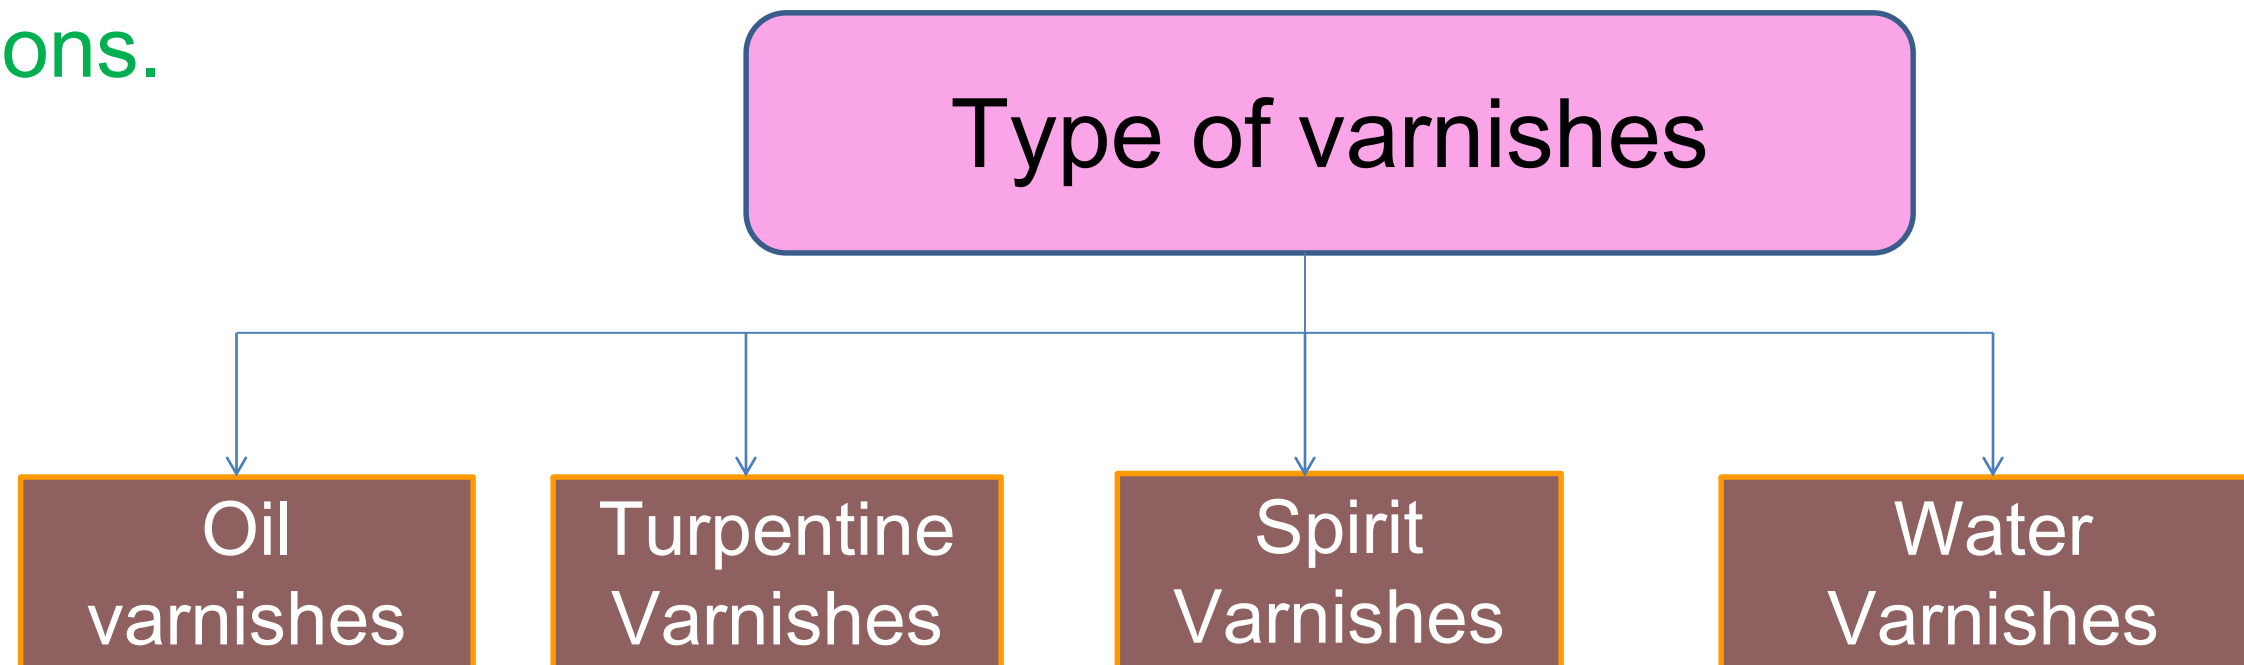 ons.
Type of varnishes
Oil
varnishes
Turpentine
Varnishes
Spirit
Varnishes
Water
Varnishes